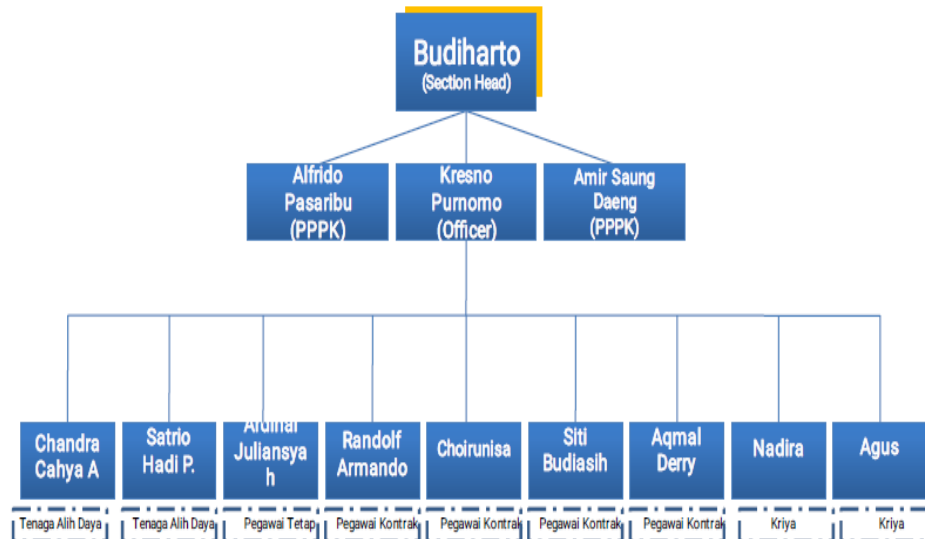 Budiharto
(Section Head)
Alfrido
Pasaribu
(PPPK)
Kresno
Purnomo
(Officer)
Amir Saung
Daeng
(PPPK)
Chandra
Cahya A
Satrio
Hadi P.
Ardinal
Juliansya
h
Randolf
Armando
Choirunisa
Siti
Budiasih
Aqmal
Derry
Nadira
Agus
Tenaga Alih Daya
Tenaga Alih Daya
Pegawai Tetap
Pegawai Kontrak
Pegawai Kontrak
Pegawai Kontrak
Pegawai Kontrak
Kriya
Kriya